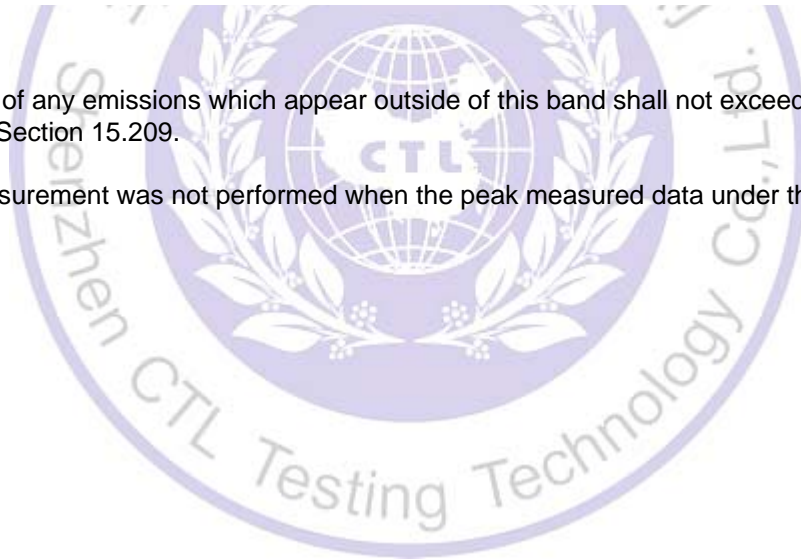 of any emissions which appear outside of this band shall not exceed
Section 15.209.
surement was not performed when the peak measured data under th
CTL
Shenzhen CTL Testing Technology Co., Ltd.